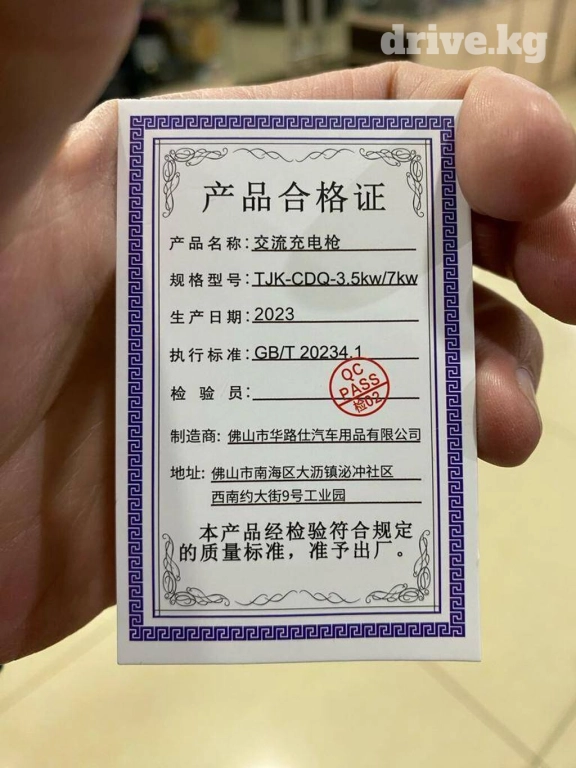 drive.kg
产品合格证
产品名称：交流充电枪
规格型号：TJK-CDQ-3.5kw/7kw
生产日期：2023
执行标准：GB/T 20234.1
检验员：
QC
PASS
检02
制造商：佛山市华路仕汽车用品有限公司
地址：佛山市南海区大沥镇泌冲社区
西南约大街9号工业园
本产品经检验符合规定
的质量标准，准予出厂。